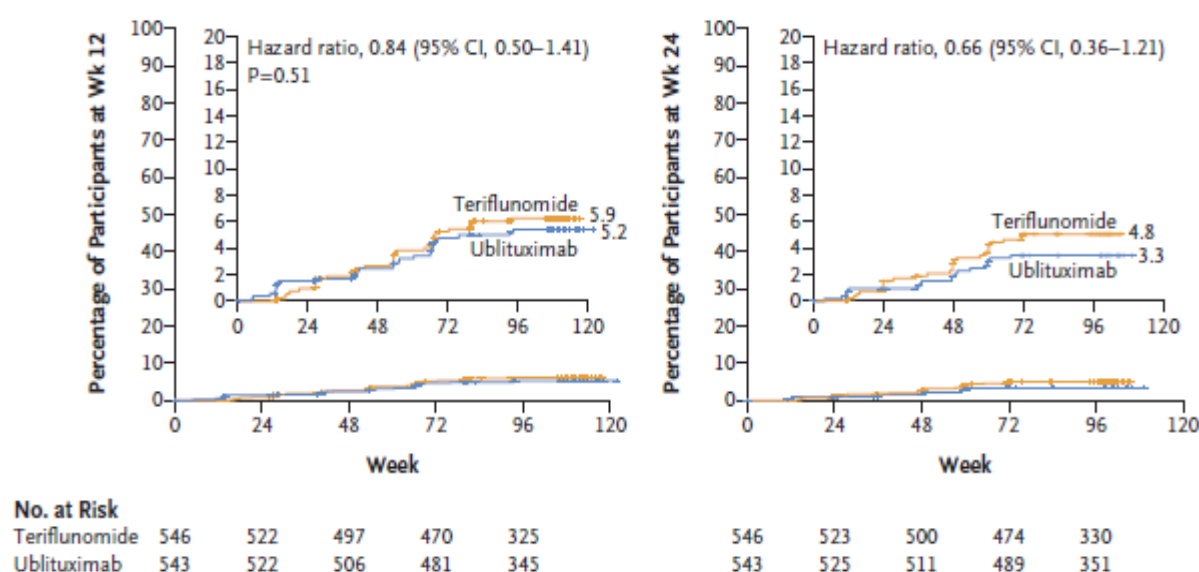 Percentage of Participants at Wk 12
100
90
80
70
60
50
40
30
20
10
0
20
18
16
14
12
10
8
6
4
2
0
Hazard ratio, 0.84 (95% CI, 0.50–1.41)
P=0.51
Teriflunomide 5.9
5.2
Ublituximab
0 24 48 72 96 120
0 24 48 72 96 120
Week
Percentage of Participants at Wk 24
100
90
80
70
60
50
40
30
20
10
0
20
18
16
14
12
10
8
6
4
2
0
Hazard ratio, 0.66 (95% CI, 0.36–1.21)
Teriflunomide 4.8
3.3
Ublituximab
0 24 48 72 96 120
0 24 48 72 96 120
Week
No. at Risk
Teriflunomide 546 522 497 470 325 546 523 500 474 330
Ublituximab 543 522 506 481 345 543 525 511 489 351